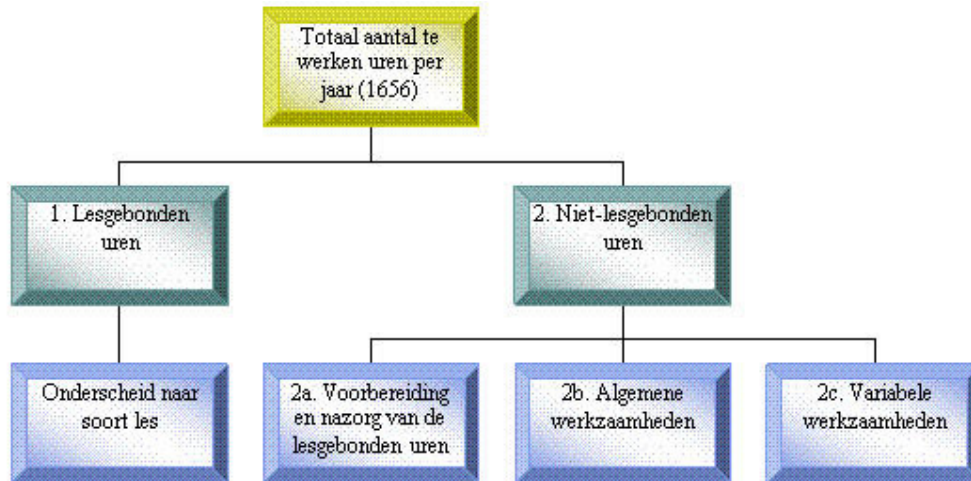 Totaal aantal te
werken uren per
jaar (1656)
1. Lesgebonden
uren
2. Niet-lesgebonden
uren
Onderscheid naar
soort les
2a. Voorbereiding
en nazorg van de
lesgebonden uren
2b. Algemene
werkzaamheden
2c. Variabele
werkzaamheden